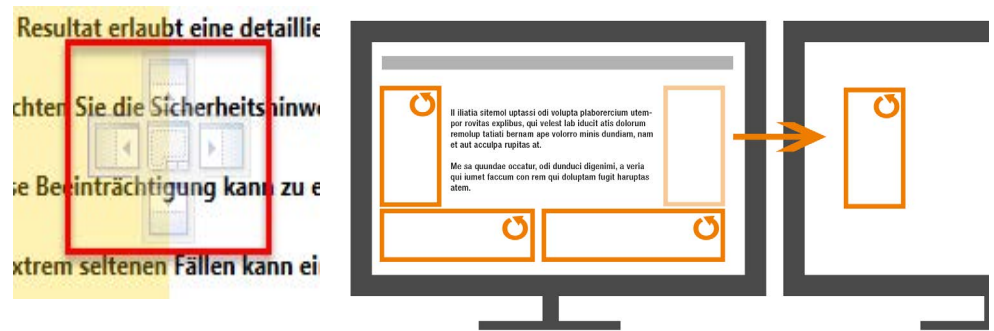 Resultat erlaubt eine detaillie
chten Sie die Sicherheitshinw
se Beeinträchtigung kann zu e
xtrem seltenen Fällen kann ei
Il iliatia sitemol uptassi odi volupta plaborercium utem-
por rovitas explibus, qui velest lab iducit atis dolorum
remolup tatiati bernam ape volorro minis dundiam, nam
et aut acculpa rupitas at.
Me sa quundae occatur, odi dunduci digenimi, a veria
qui iumet faccum con rem qui doluptam fugit haruptas
atem.